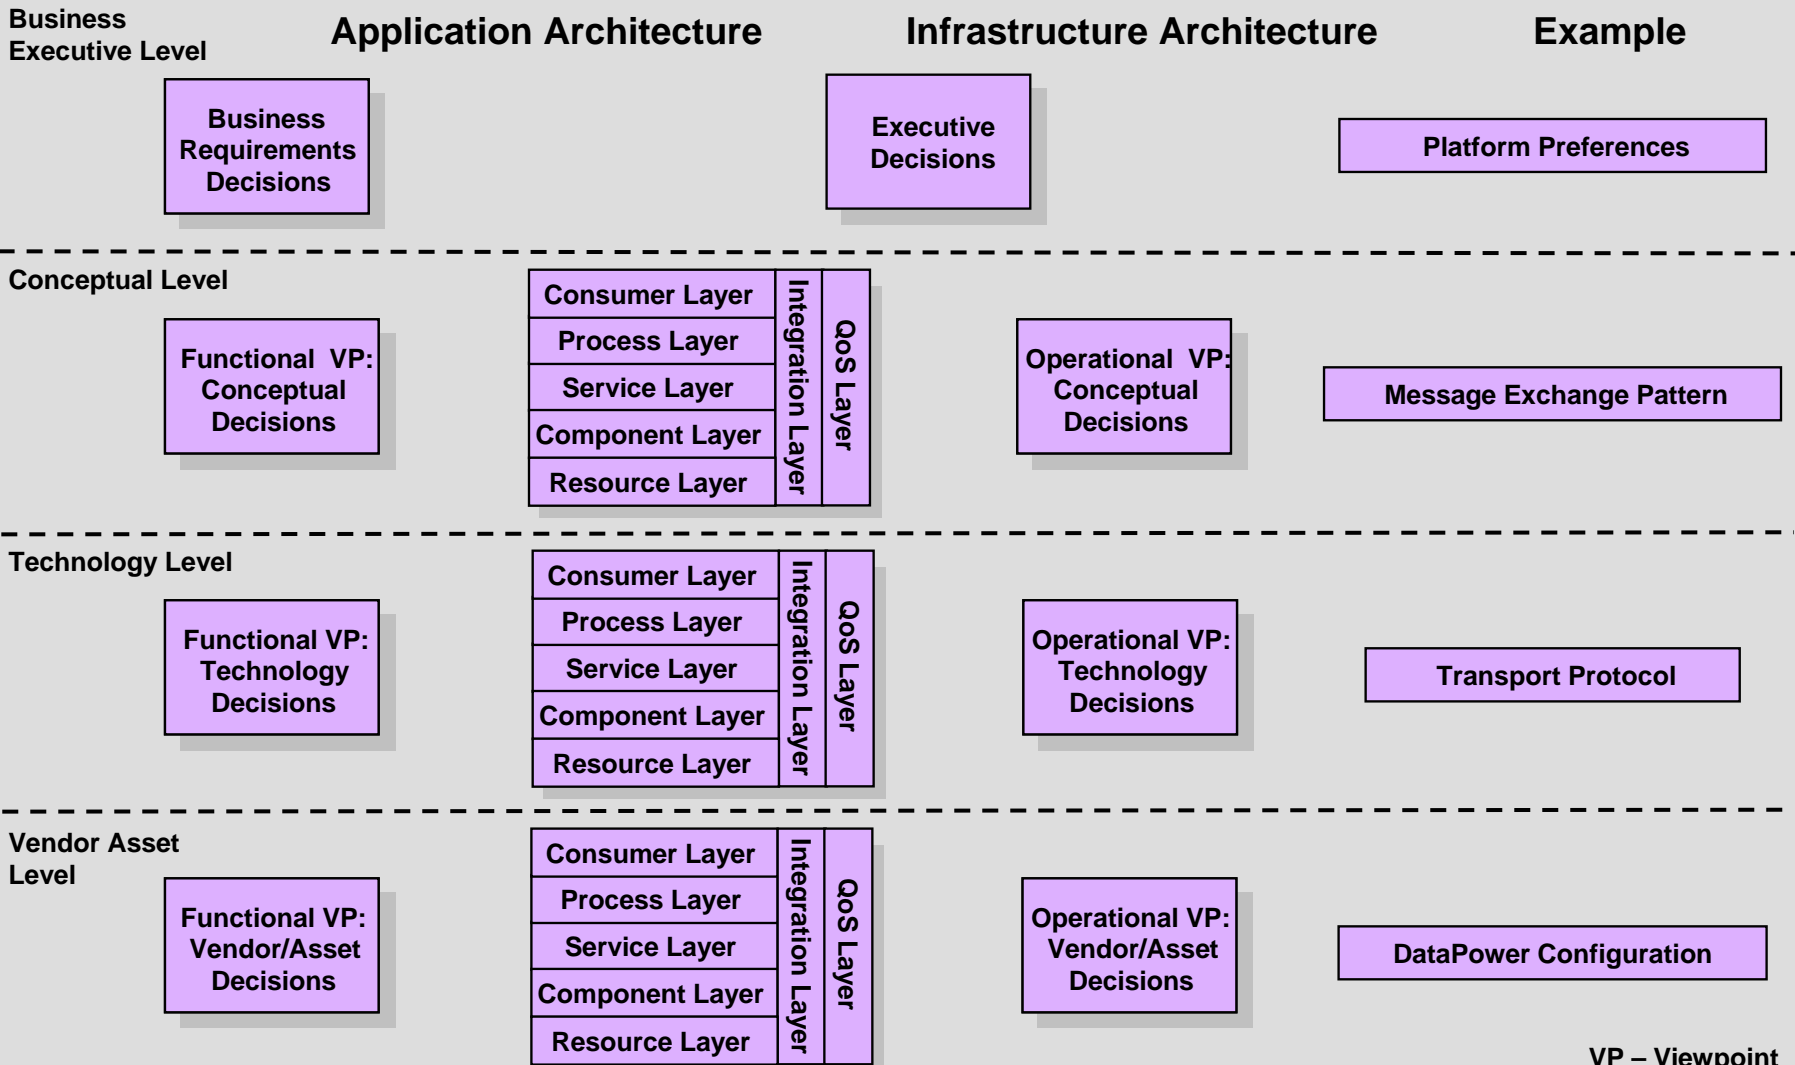 Business
Executive Level
Application Architecture
Infrastructure Architecture
Example
Business
Requirements
Decisions
Executive
Decisions
Platform Preferences
Conceptual Level
Functional VP:
Conceptual
Decisions
Consumer Layer
Process Layer
Service Layer
Component Layer
Resource Layer
Integration Layer
QoS Layer
Operational VP:
Conceptual
Decisions
Message Exchange Pattern
Technology Level
Functional VP:
Technology
Decisions
Consumer Layer
Process Layer
Service Layer
Component Layer
Resource Layer
Integration Layer
QoS Layer
Operational VP:
Technology
Decisions
Transport Protocol
Vendor Asset
Level
Functional VP:
Vendor/Asset
Decisions
Consumer Layer
Process Layer
Service Layer
Component Layer
Resource Layer
Integration Layer
QoS Layer
Operational VP:
Vendor/Asset
Decisions
DataPower Configuration
VP – Viewpoint